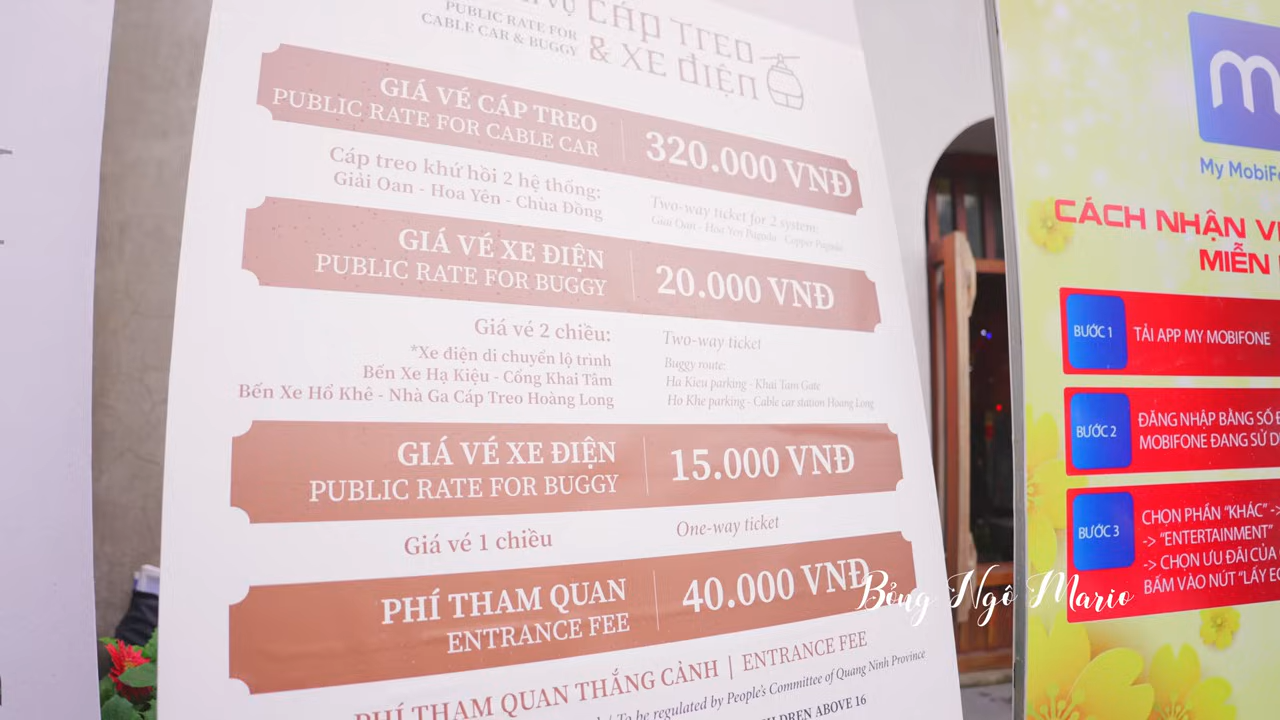 VỤ CÁP TREO
& XE ĐIỆN
PUBLIC RATE FOR
CABLE CAR & BUGGY
GIÁ VÉ CÁP TREO
PUBLIC RATE FOR CABLE CAR
320.000 VNĐ
Cáp treo khứ hồi 2 hệ thống:
Giải Oan - Hoa Yên - Chùa Đồng
Two-way ticket for 2 system:
Giai Oan - Hoa Yen Pagoda - Copper Pagoda
GIÁ VÉ XE ĐIỆN
PUBLIC RATE FOR BUGGY
20.000 VNĐ
Giá vé 2 chiều:
*Xe điện di chuyển lộ trình
Bến Xe Hạ Kiệu - Cổng Khai Tâm
Bến Xe Hồ Khê - Nhà Ga Cáp Treo Hoàng Long
Two-way ticket
Buggy route:
Ha Kieu parking - Khai Tam Gate
Ho Khe parking - Cable car station Hoang Long
GIÁ VÉ XE ĐIỆN
PUBLIC RATE FOR BUGGY
15.000 VNĐ
Giá vé 1 chiều
One-way ticket
PHÍ THAM QUAN
ENTRANCE FEE
40.000 VNĐ
PHÍ THAM QUAN THẮNG CẢNH | ENTRANCE FEE
To be regulated by People's Committee of Quang Ninh Province
ABOVE 16
Bỏng Ngô Mario
My MobiF
CÁCH NHẬN
MIỄN
BƯỚC 1
TẢI APP MY MOBIFONE
BƯỚC 2
ĐĂNG NHẬP BẰNG SỐ
MOBIFONE ĐANG SỬ
BƯỚC 3
CHỌN PHẦN "KHÁC" ->
-> "ENTERTAINMENT"
-> CHỌN ƯU ĐÃI CỦA
BẤM VÀO NÚT "LẤY